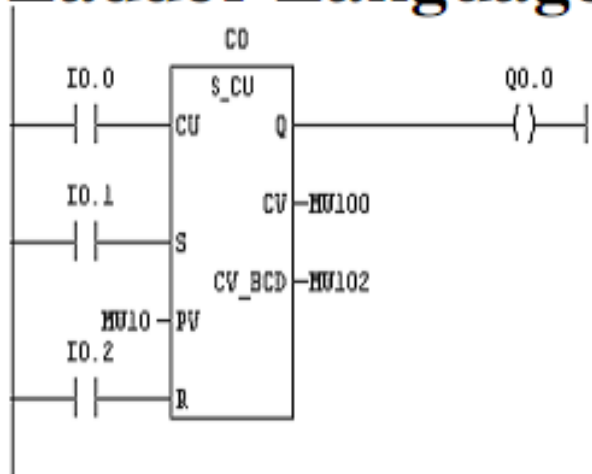 Ladder Language
C0
I0.0
S_CU
Q0.0
CU
Q
I0.1
CV
MW100
S
CV_BCD
MW102
MW10
PV
I0.2
R